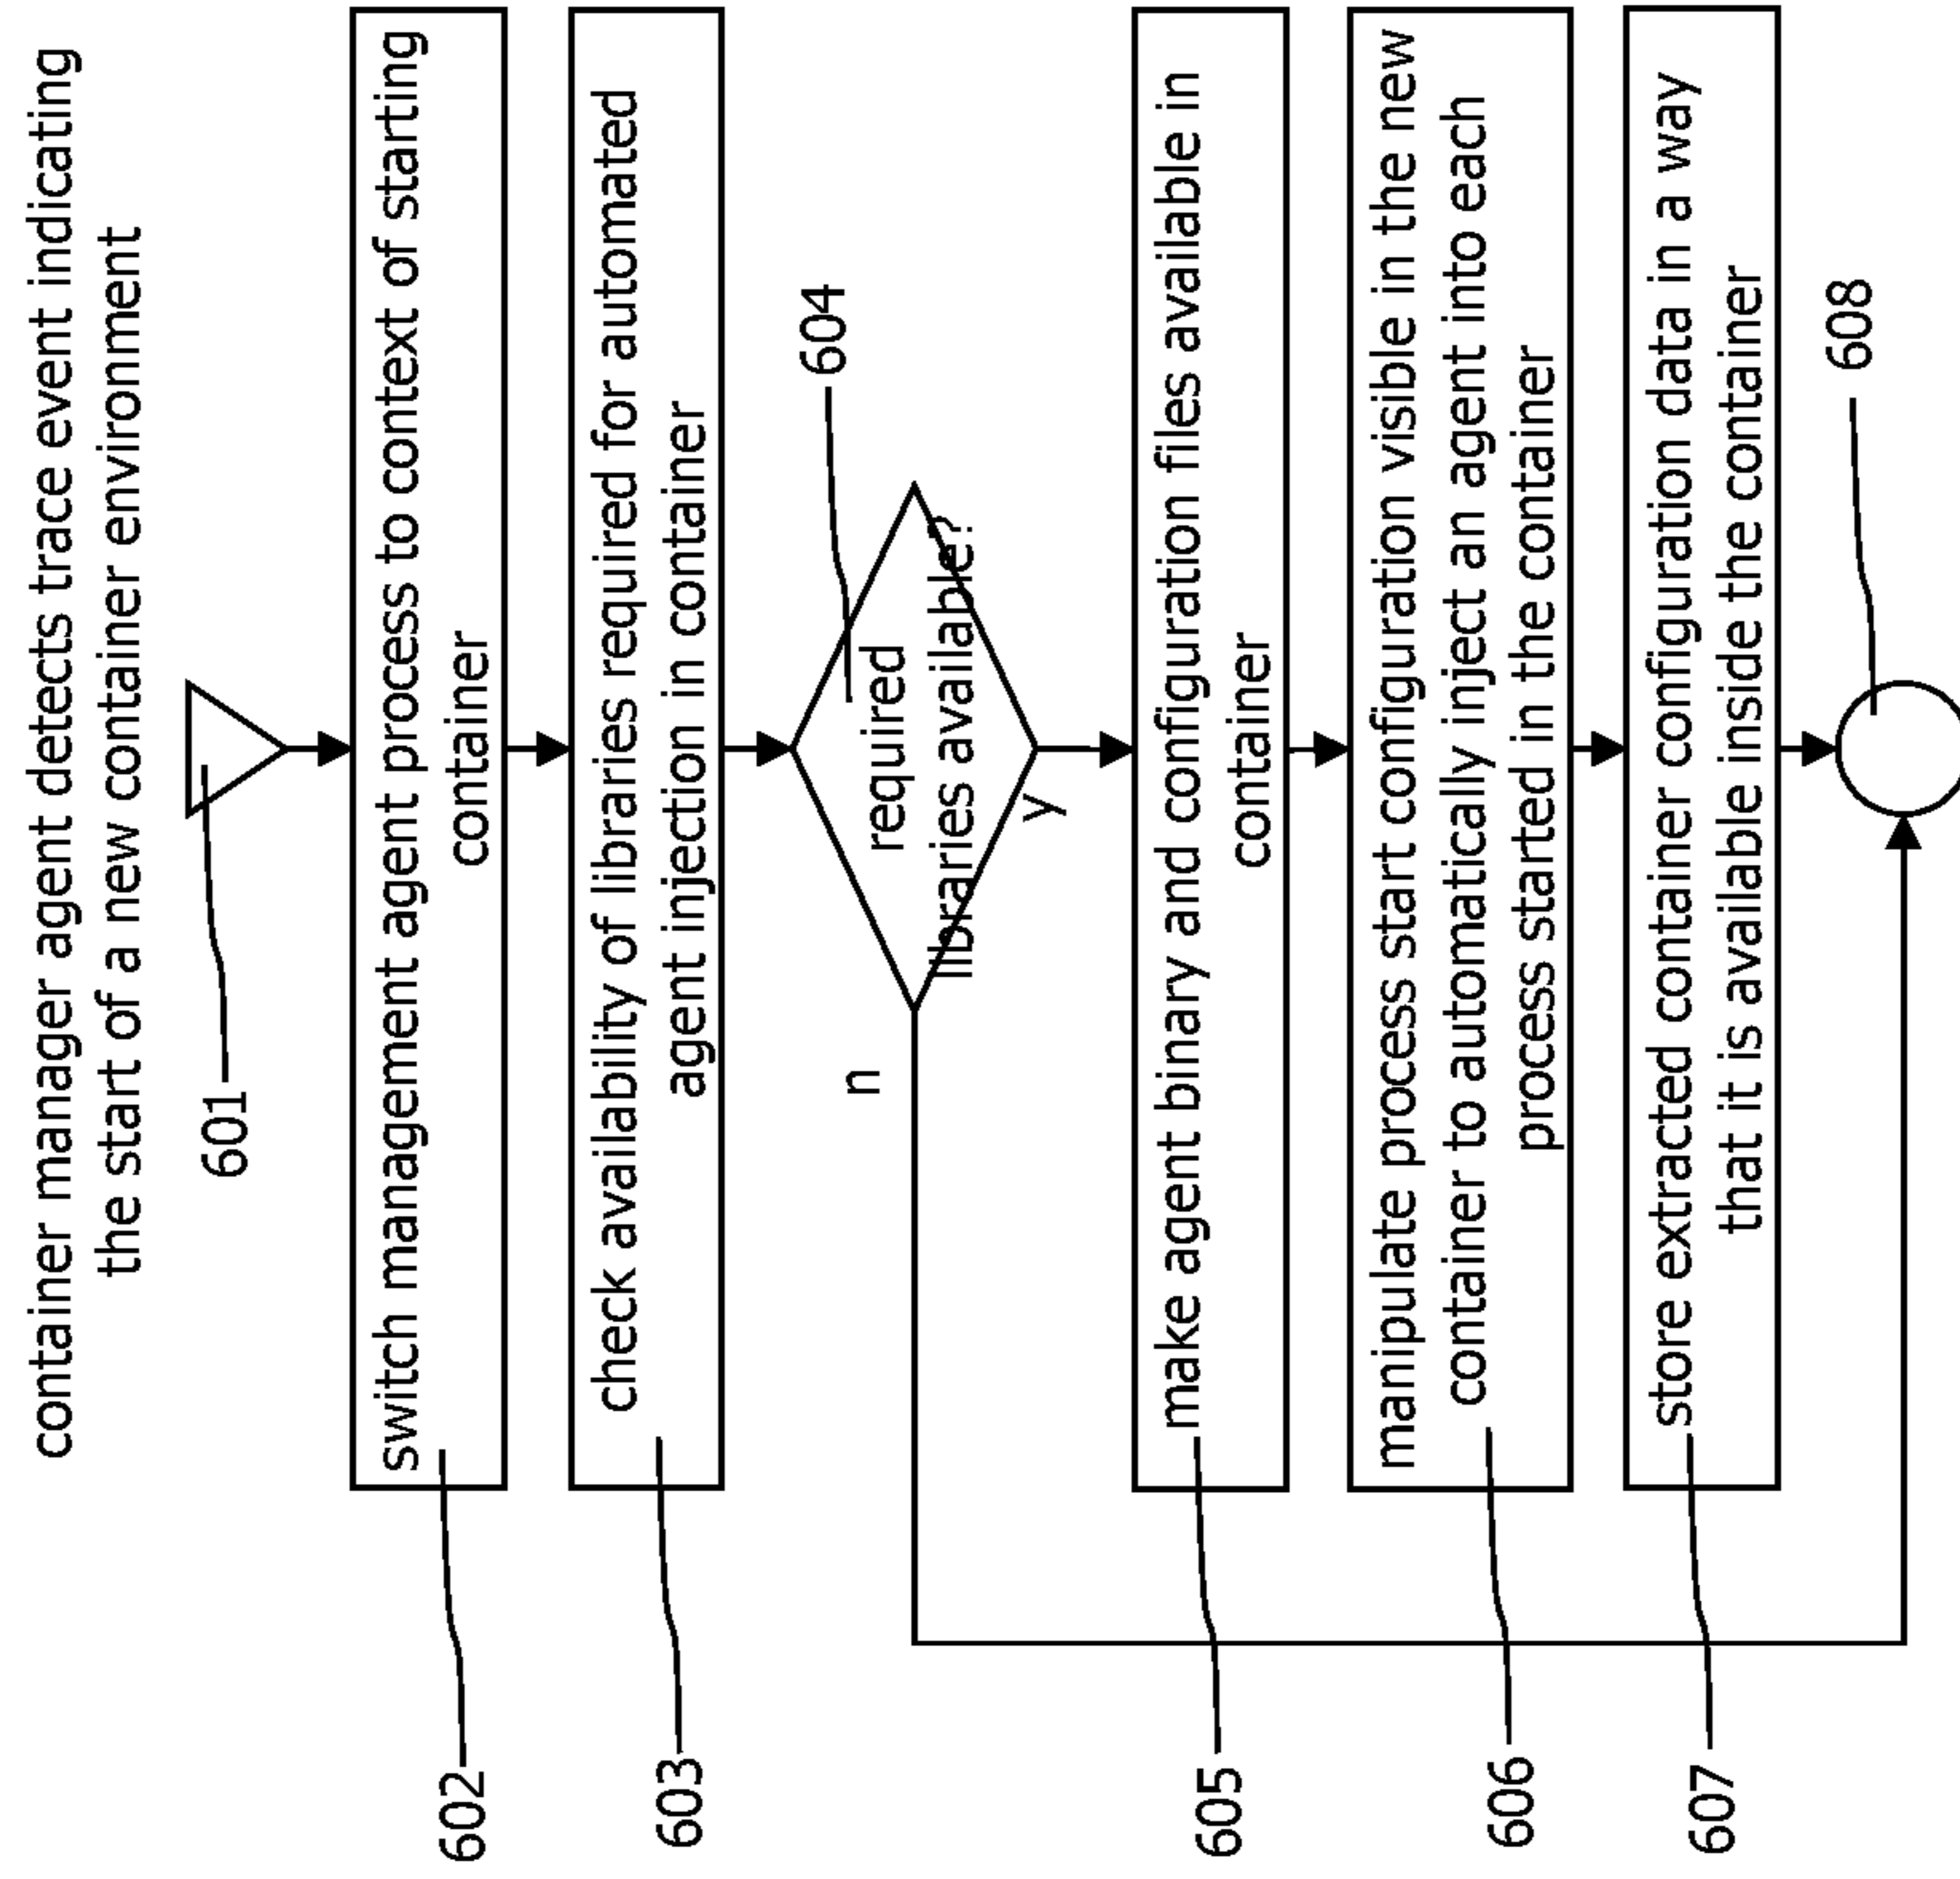 container manager agent detects trace event indicating
the start of a new container environment
601
switch management agent process to context of starting
container
602
check availability of libraries required for automated
agent injection in container
603
604
required
libraries available?
n
y
make agent binary and configuration files available in
container
605
manipulate process start configuration visible in the new
container to automatically inject an agent into each
process started in the container
606
store extracted container configuration data in a way
that it is available inside the container
607
608